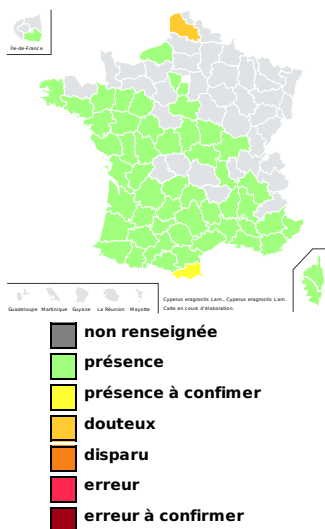 Île-de-France
Guadeloupe Martinique Guyane La Réunion Mayotte
Cyperus eragrostis Lam., Cyperus eragrostis Lam.
Carte en cours d'élaboration.
non renseignée
présence
présence à confimer
douteux
disparu
erreur
erreur à confirmer